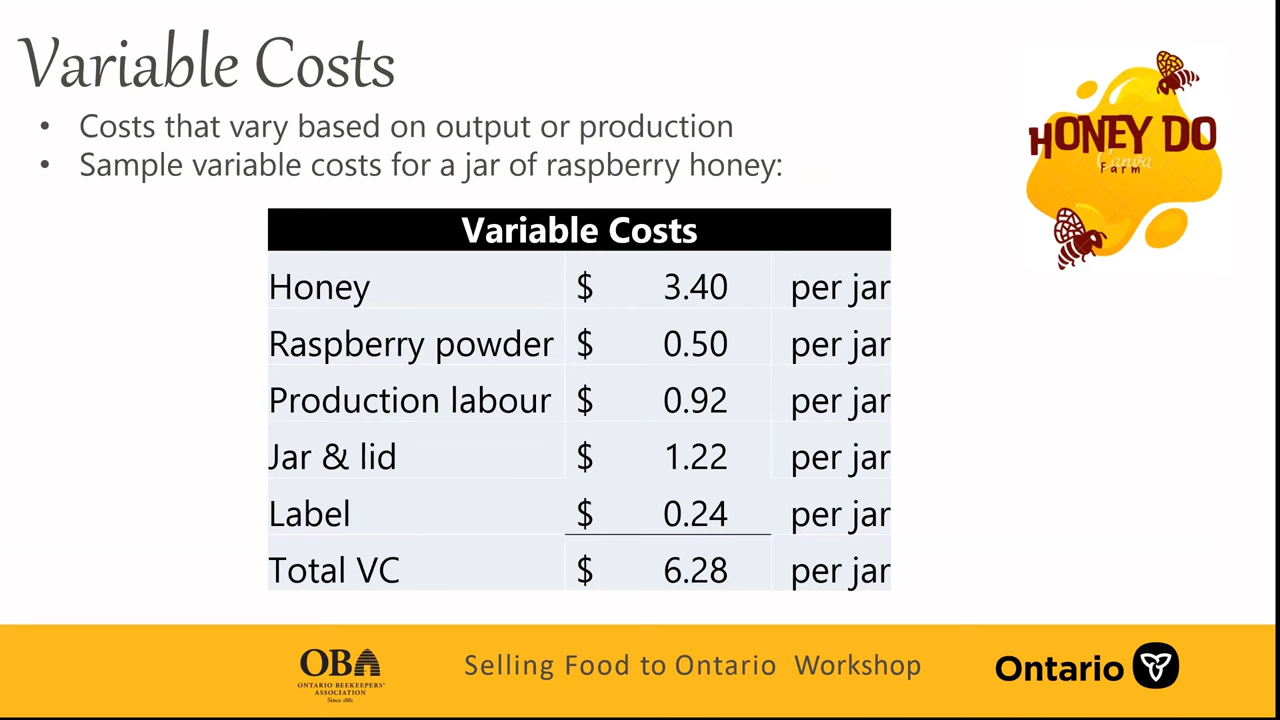 Variable Costs
• Costs that vary based on output or production
• Sample variable costs for a jar of raspberry honey:
HONEY DO
Canva
Farm
Variable Costs
Honey $ 3.40 per jar
Raspberry powder $ 0.50 per jar
Production labour $ 0.92 per jar
Jar & lid $ 1.22 per jar
Label $ 0.24 per jar
Total VC $ 6.28 per jar
OBA
ONTARIO BEEKEEPERS'
ASSOCIATION
Since 1881
Selling Food to Ontario Workshop
Ontario